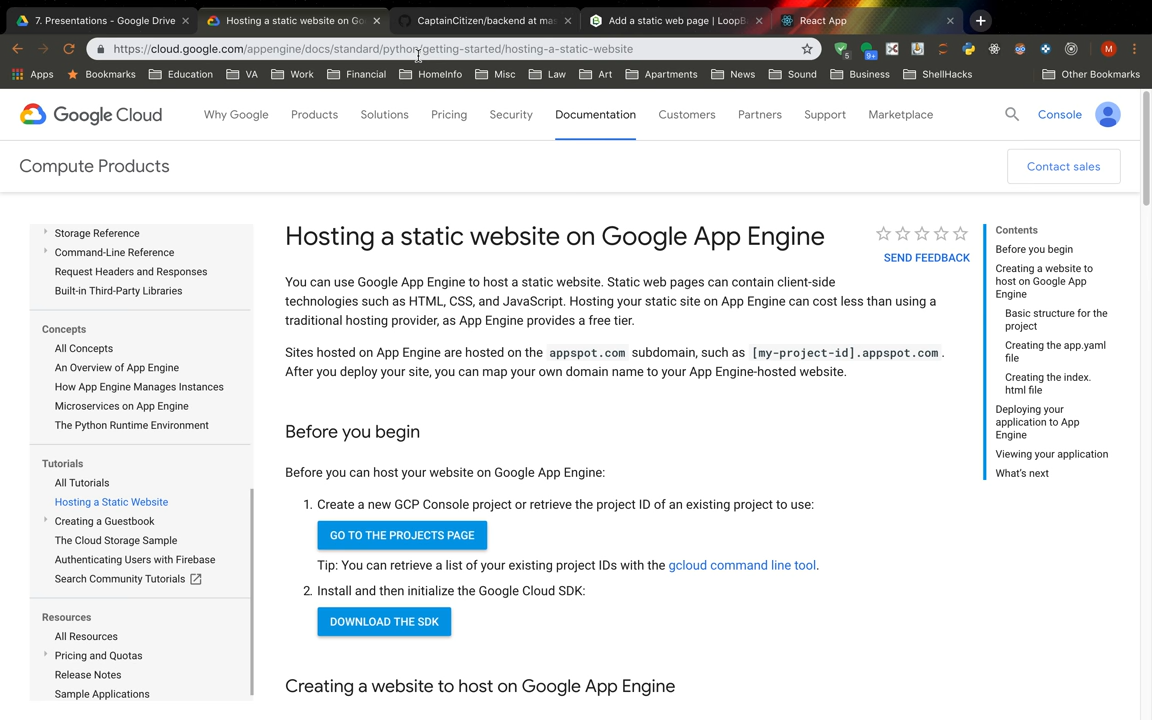 7. Presentations - Google Drive
Hosting a static website on Go
CaptainCitizen/backend at mas
Add a static web page | LoopBa
React App
https://cloud.google.com/appengine/docs/standard/python/getting-started/hosting-a-static-website
5
9+
M
Apps
Bookmarks
Education
VA
Work
Financial
HomeInfo
Misc
Law
Art
Apartments
News
Sound
Business
ShellHacks
Other Bookmarks
Google Cloud
Why Google
Products
Solutions
Pricing
Security
Documentation
Customers
Partners
Support
Marketplace
Console
Compute Products
Contact sales
Storage Reference
Command-Line Reference
Request Headers and Responses
Built-in Third-Party Libraries
Concepts
All Concepts
An Overview of App Engine
How App Engine Manages Instances
Microservices on App Engine
The Python Runtime Environment
Tutorials
All Tutorials
Hosting a Static Website
Creating a Guestbook
The Cloud Storage Sample
Authenticating Users with Firebase
Search Community Tutorials
Resources
All Resources
Pricing and Quotas
Release Notes
Sample Applications
Hosting a static website on Google App Engine
SEND FEEDBACK
You can use Google App Engine to host a static website. Static web pages can contain client-side
technologies such as HTML, CSS, and JavaScript. Hosting your static site on App Engine can cost less than using a
traditional hosting provider, as App Engine provides a free tier.
Sites hosted on App Engine are hosted on the appspot.com subdomain, such as [my-project-id].appspot.com.
After you deploy your site, you can map your own domain name to your App Engine-hosted website.
Before you begin
Before you can host your website on Google App Engine:
1. Create a new GCP Console project or retrieve the project ID of an existing project to use:
GO TO THE PROJECTS PAGE
Tip: You can retrieve a list of your existing project IDs with the gcloud command line tool.
2. Install and then initialize the Google Cloud SDK:
DOWNLOAD THE SDK
Creating a website to host on Google App Engine
Contents
Before you begin
Creating a website to
host on Google App
Engine
Basic structure for the
project
Creating the app.yaml
file
Creating the index.
html file
Deploying your
application to App
Engine
Viewing your application
What's next